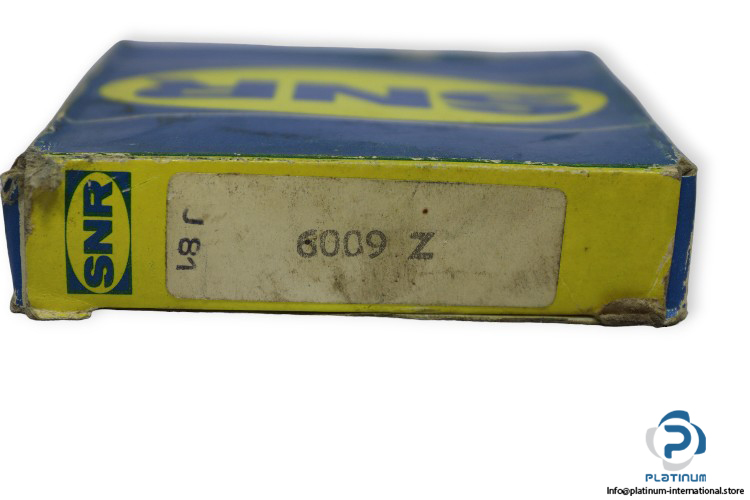 SNR
SNR
J 81
6009 Z
PLATINUM
Info@platinum-international.store